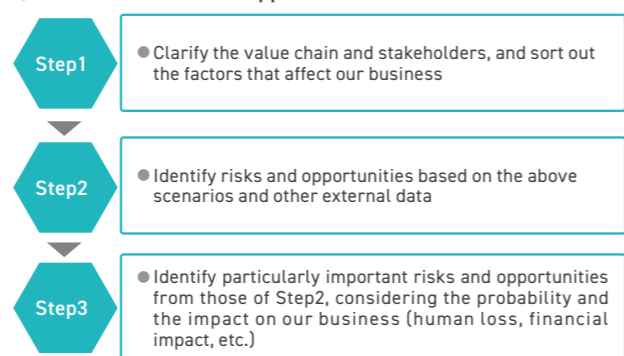 Step1
● Clarify the value chain and stakeholders, and sort out
the factors that affect our business
Step2
● Identify risks and opportunities based on the above
scenarios and other external data
Step3
● Identify particularly important risks and opportunities
from those of Step2, considering the probability and
the impact on our business (human loss, financial
impact, etc.)